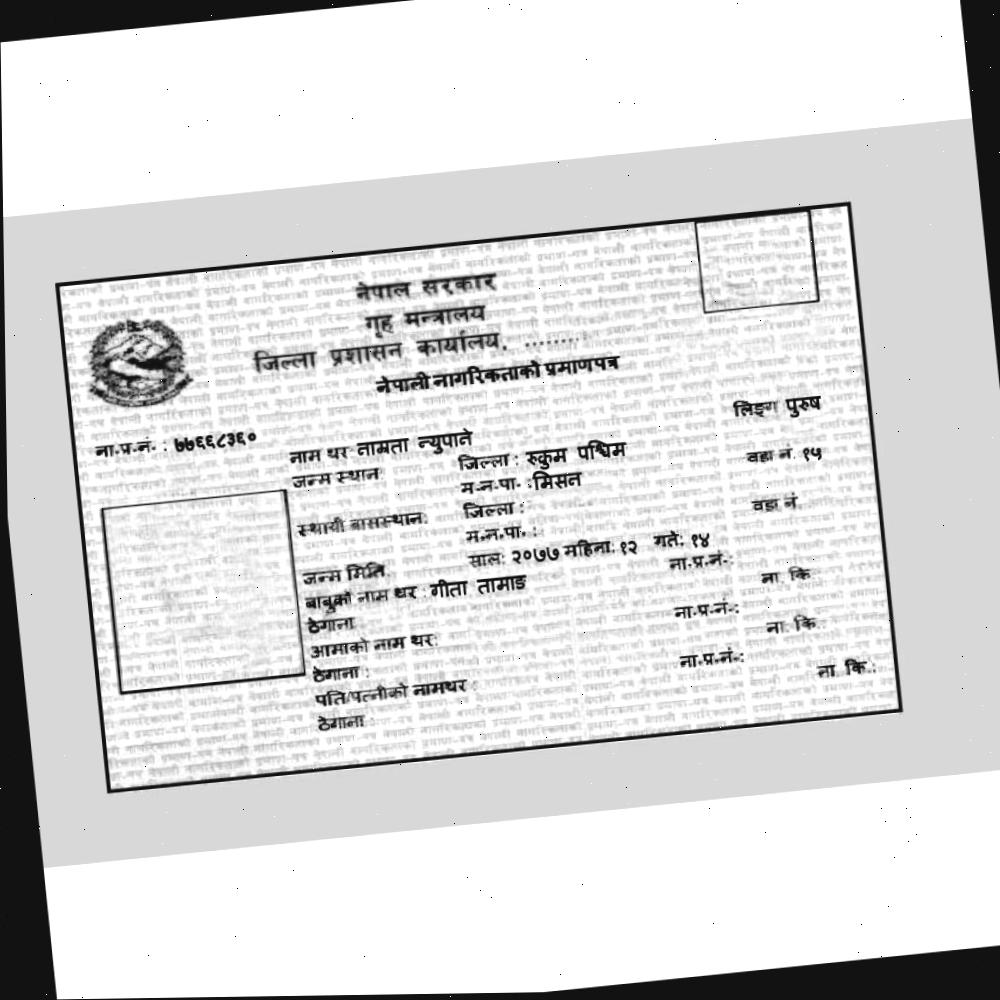 नेपाल सरकार
गृह मन्त्रालय
जिल्ला प्रशासन कार्यालय. .........
नेपाली नागरिकताको प्रमाणपत्र
लिङ्ग पुरुष
ना.प्र.नं. : ७७६६८३६०
नाम थर नाम्रता न्युपाने
जन्म स्थान: जिल्ला : रुकुम पश्चिम वडा नं. १५
म.न.पा. : मिसन
स्थायी बासस्थान: जिल्ला : वडा नं.
म.न.पा. :
जन्म मिति साल: २०७७ महिना: १२ गते: १४
बाबुको नाम थर : गीता तामाङ ना.प्र.नं.:
ठेगाना ना. कि.
आमाको नाम थर: ना.प्र.नं.:
ठेगाना : ना. कि.
पति/पत्नीको नामथर : ना.प्र.नं.:
ठेगाना : ना कि.: